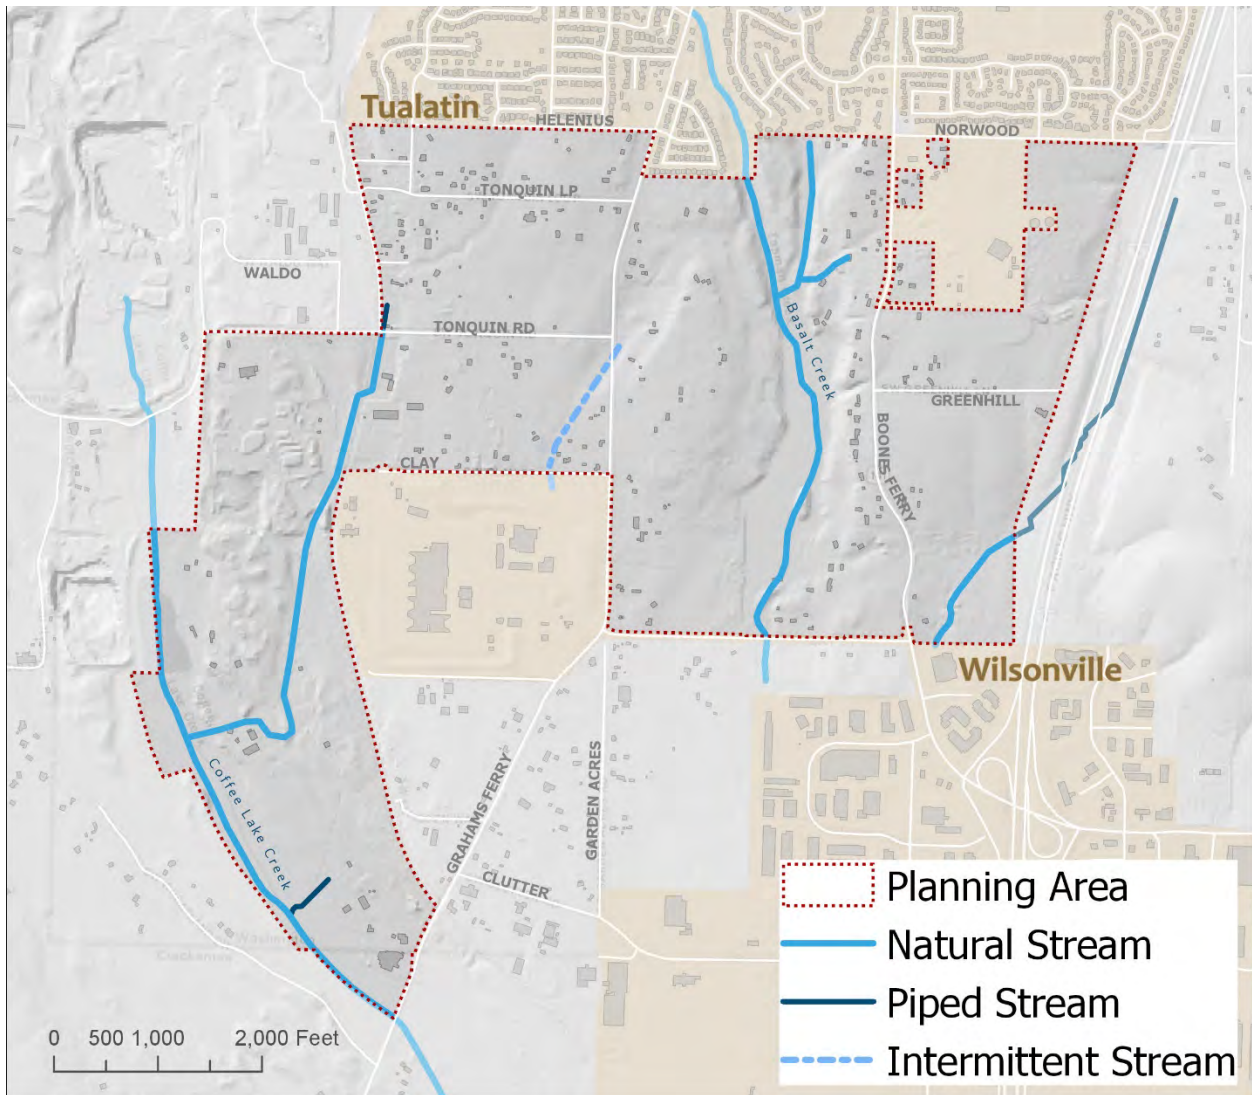 Tualatin
HELENIUS
NORWOOD
TONQUIN LP
WALDO
TONQUIN RD
Basalt Creek
GREENHILL
CLAY
BOONES FERRY
Wilsonville
Coffee Lake Creek
GRAHAMS FERRY
GARDEN ACRES
CLUTTER
Clackamas
0 500 1,000 2,000 Feet
Planning Area
Natural Stream
Piped Stream
Intermittent Stream